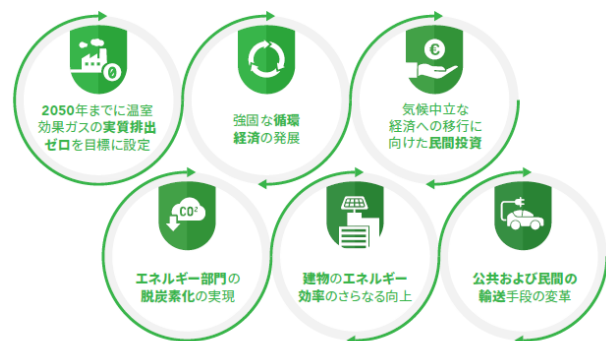 0
2050年までに温室
効果ガスの実質排出
ゼロを目標に設定
強固な循環
経済の発展
€
気候中立な
経済への移行に
向けた民間投資
CO²
エネルギー部門の
脱炭素化の実現
建物のエネルギー
効率のさらなる向上
公共および民間の
輸送手段の変革